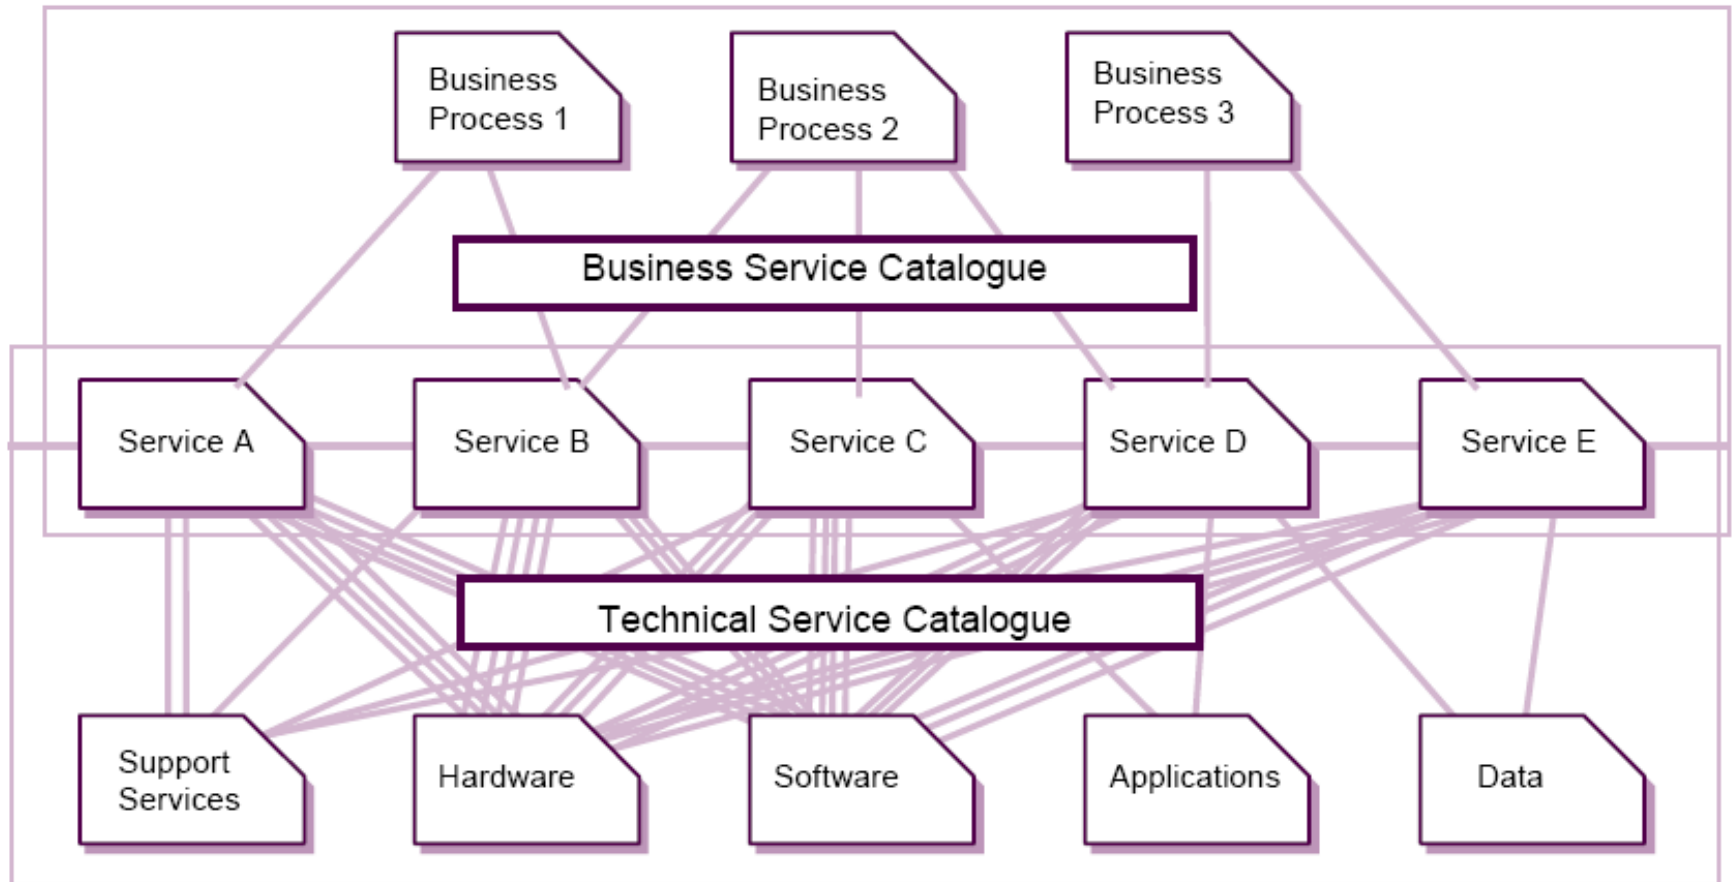 Business
Process 1
Business
Process 2
Business
Process 3
Business Service Catalogue
Service A
Service B
Service C
Service D
Service E
Technical Service Catalogue
Support
Services
Hardware
Software
Applications
Data